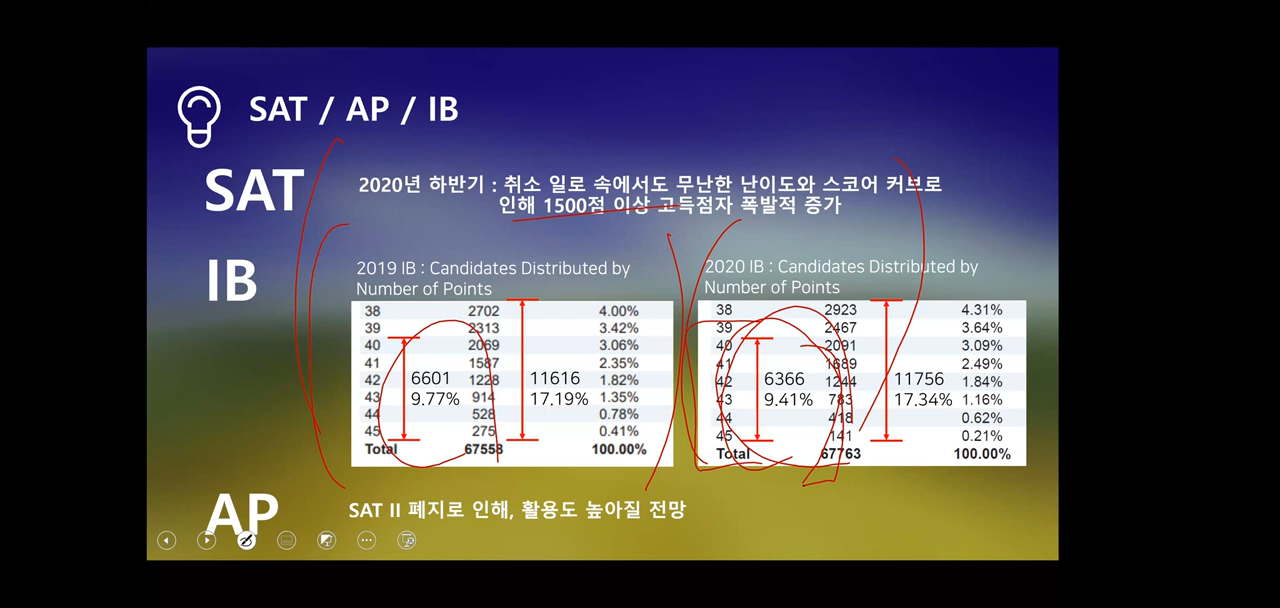 SAT / AP / IB
SAT
2020년 하반기 : 취소 일로 속에서도 무난한 난이도와 스코어 커브로
인해 1500점 이상 고득점자 폭발적 증가
IB
2019 IB : Candidates Distributed by
Number of Points
38 2702 4.00%
39 2313 3.42%
40 2069 3.06%
41 1587 2.35%
42 1228 1.82%
43 914 1.35%
44 528 0.78%
45 275 0.41%
Total 67558 100.00%
6601
9.77%
11616
17.19%
2020 IB : Candidates Distributed by
Number of Points
38 2923 4.31%
39 2467 3.64%
40 2091 3.09%
41 1689 2.49%
42 1244 1.84%
43 783 1.16%
44 418 0.62%
45 141 0.21%
Total 67763 100.00%
6366
9.41%
11756
17.34%
AP
SAT II 폐지로 인해, 활용도 높아질 전망